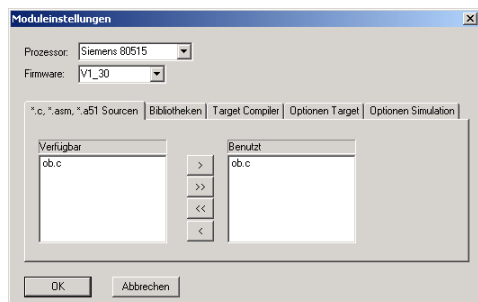 Moduleinstellungen
Prozessor: Siemens 80515
Firmware: V1_30
*.c, *.asm, *.a51 Sourcen Bibliotheken Target Compiler Optionen Target Optionen Simulation
Verfügbar Benutzt
ob.c ob.c
>
>>
<<
<
OK Abbrechen